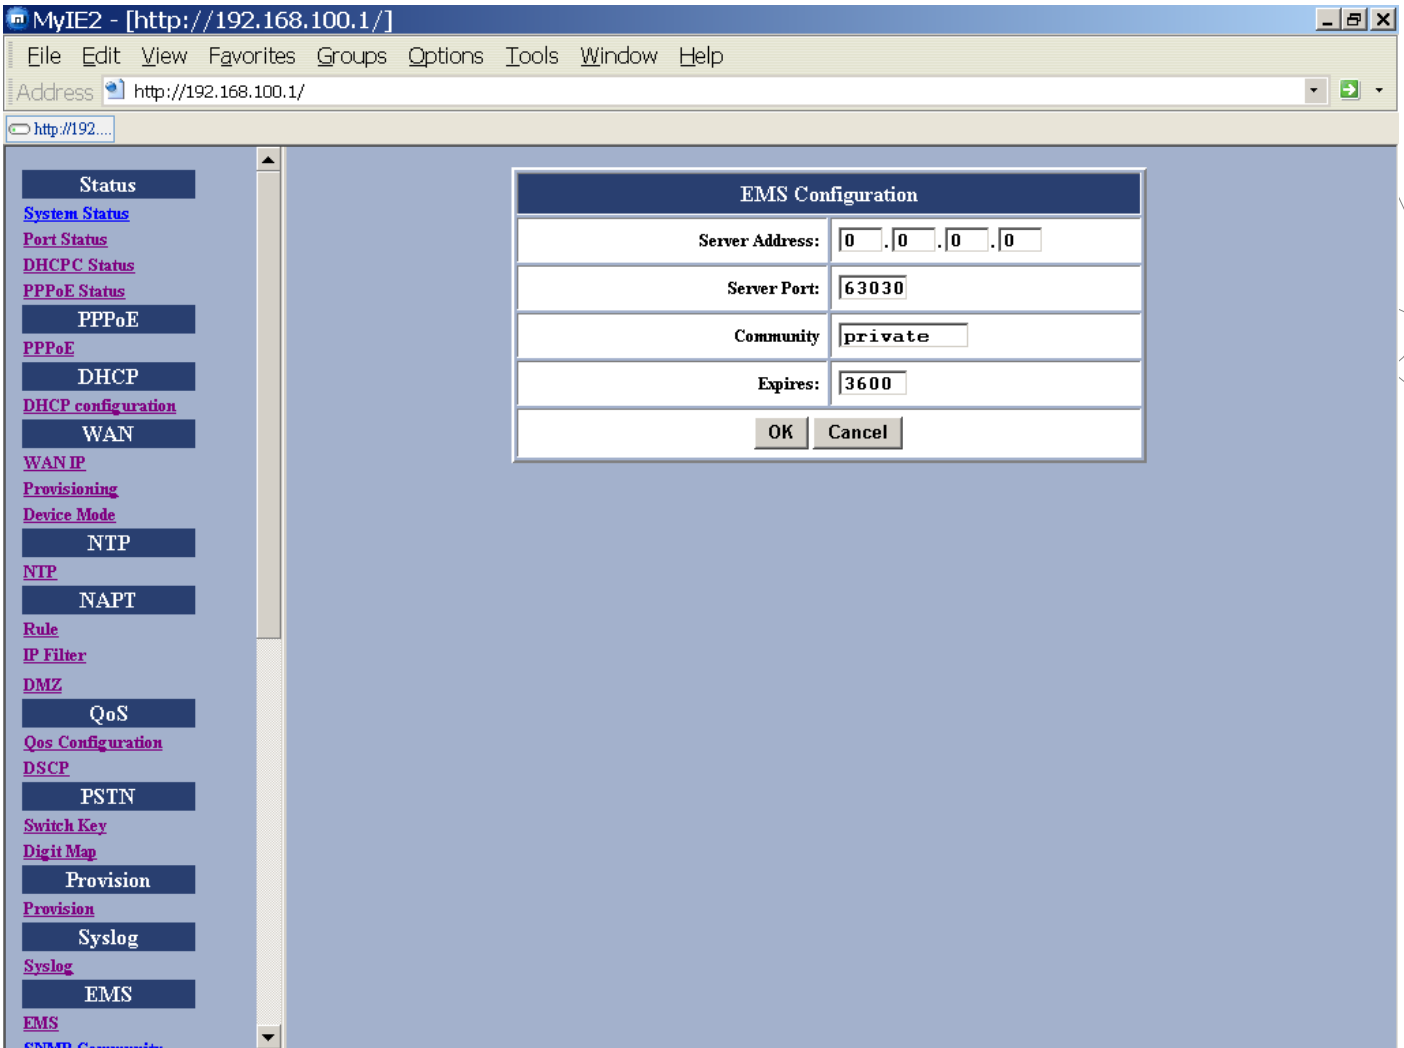 MyIE2 - [http://192.168.100.1/]
File Edit View Favorites Groups Options Tools Window Help
Address http://192.168.100.1/
http://192....
Status
System Status
Port Status
DHCPC Status
PPPoE Status
PPPoE
PPPoE
DHCP
DHCP configuration
WAN
WAN IP
Provisioning
Device Mode
NTP
NTP
NAPT
Rule
IP Filter
DMZ
QoS
Qos Configuration
DSCP
PSTN
Switch Key
Digit Map
Provision
Provision
Syslog
Syslog
EMS
EMS
SNMP Community
EMS Configuration
Server Address: 0 . 0 . 0 . 0
Server Port: 63030
Community private
Expires: 3600
OK Cancel